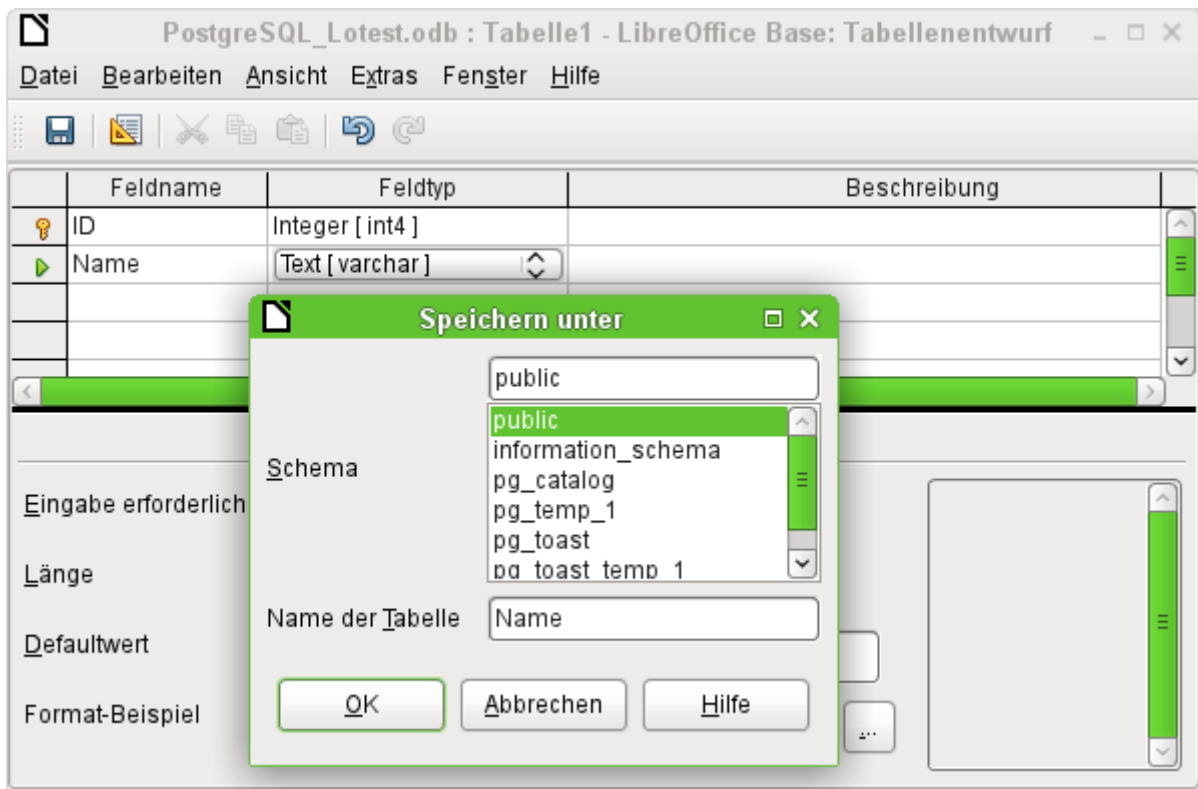 PostgreSQL_Lotest.odb : Tabelle1 - LibreOffice Base: Tabellenentwurf
Datei Bearbeiten Ansicht Extras Fenster Hilfe
Feldname Feldtyp Beschreibung
ID Integer [ int4 ]
Name Text [ varchar ]
Speichern unter
public
Schema
public
information_schema
pg_catalog
pg_temp_1
pg_toast
pg_toast_temp_1
Name der Tabelle Name
OK Abbrechen Hilfe
Eingabe erforderlich
Länge
Defaultwert
Format-Beispiel
...